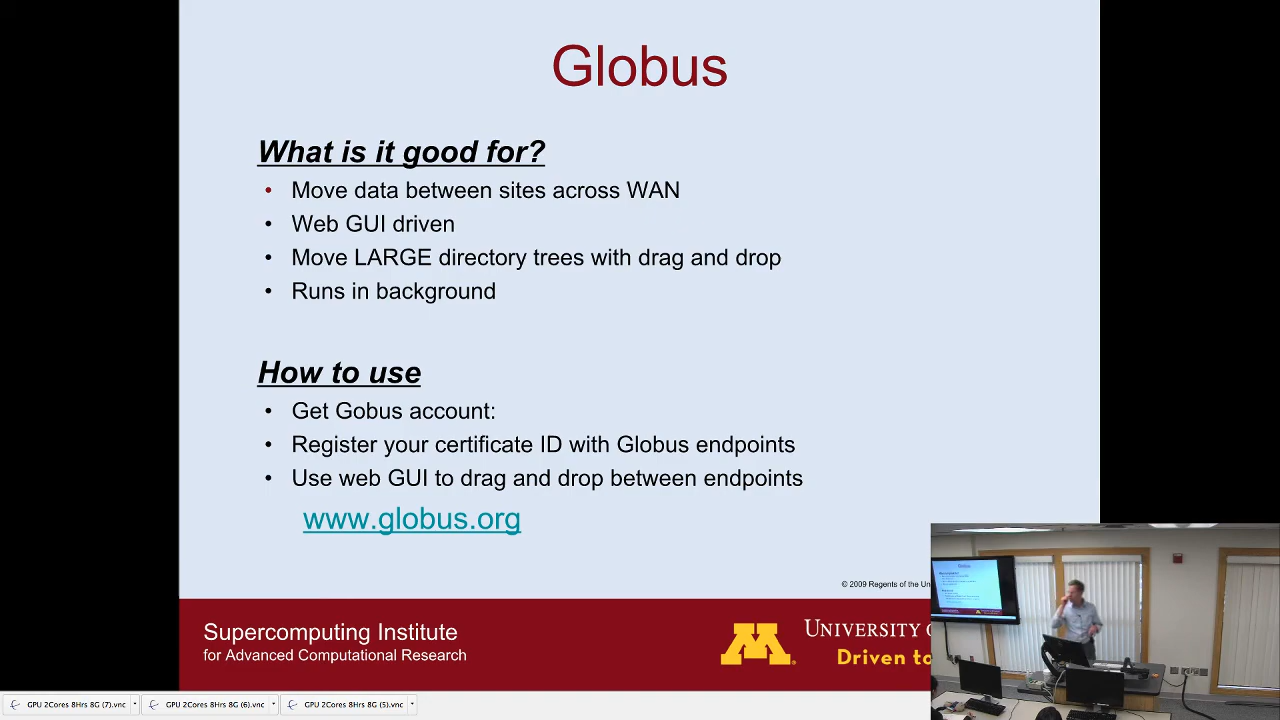 Globus
What is it good for?
• Move data between sites across WAN
• Web GUI driven
• Move LARGE directory trees with drag and drop
• Runs in background
How to use
• Get Gobus account:
• Register your certificate ID with Globus endpoints
• Use web GUI to drag and drop between endpoints
www.globus.org
© 2009 Regents of the Un
Supercomputing Institute
for Advanced Computational Research
UNIVERSITY
Driven to
GPU 2Cores 8Hrs 8G (7).vnc
GPU 2Cores 8Hrs 8G (6).vnc
GPU 2Cores 8Hrs 8G (5).vnc